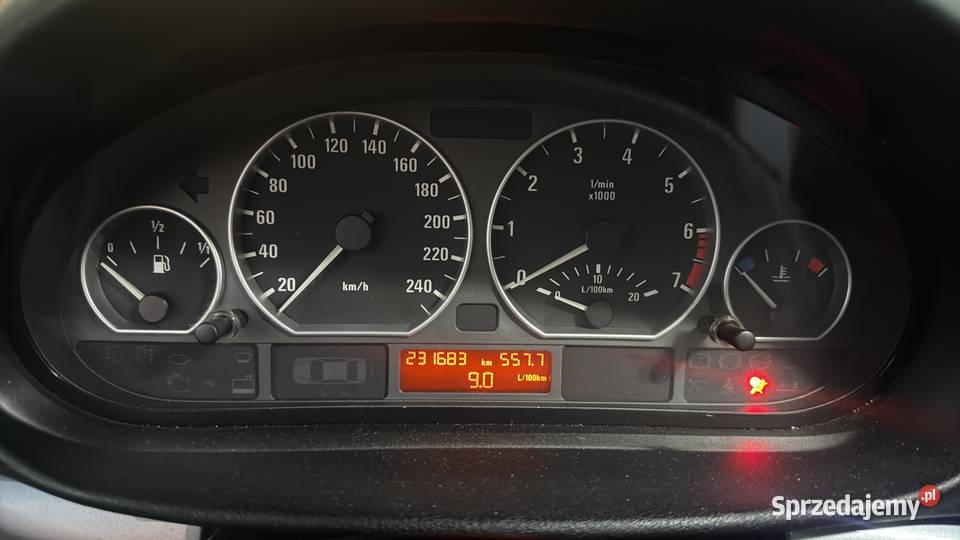 0 1/2 1/1
20 40 60 80 100 120 140 160 180 200 220 240
km/h
0 1 2 3 4 5 6 7
1/min
x1000
0 10 20
L/100km
231683 km 557.7
9.0 L/100km
Sprzedajemy.pl